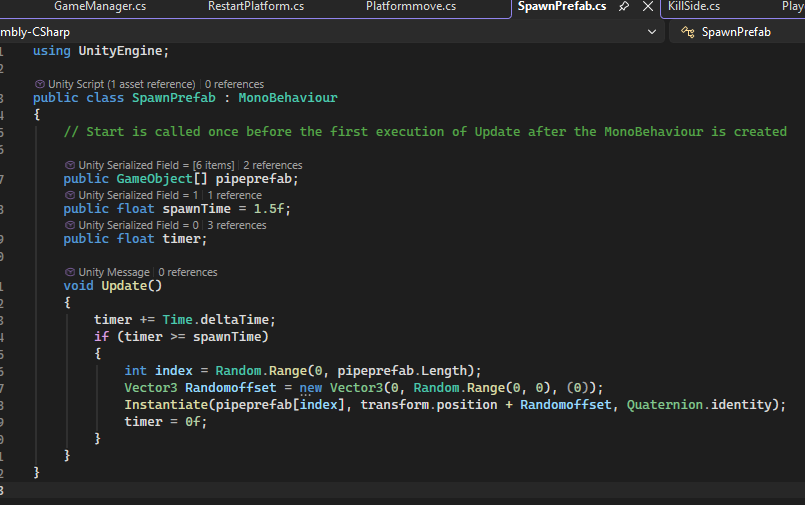 GameManager.cs RestartPlatform.cs Platformmove.cs SpawnPrefab.cs KillSide.cs Play
mbly-CSharp SpawnPrefab
using UnityEngine;
Unity Script (1 asset reference) | 0 references
public class SpawnPrefab : MonoBehaviour
{
// Start is called once before the first execution of Update after the MonoBehaviour is created
Unity Serialized Field = [6 items] | 2 references
public GameObject[] pipeprefab;
Unity Serialized Field = 1 | 1 reference
public float spawnTime = 1.5f;
Unity Serialized Field = 0 | 3 references
public float timer;
Unity Message | 0 references
void Update()
{
timer += Time.deltaTime;
if (timer >= spawnTime)
{
int index = Random.Range(0, pipeprefab.Length);
Vector3 Randomoffset = new Vector3(0, Random.Range(0, 0), (0));
Instantiate(pipeprefab[index], transform.position + Randomoffset, Quaternion.identity);
timer = 0f;
}
}
}